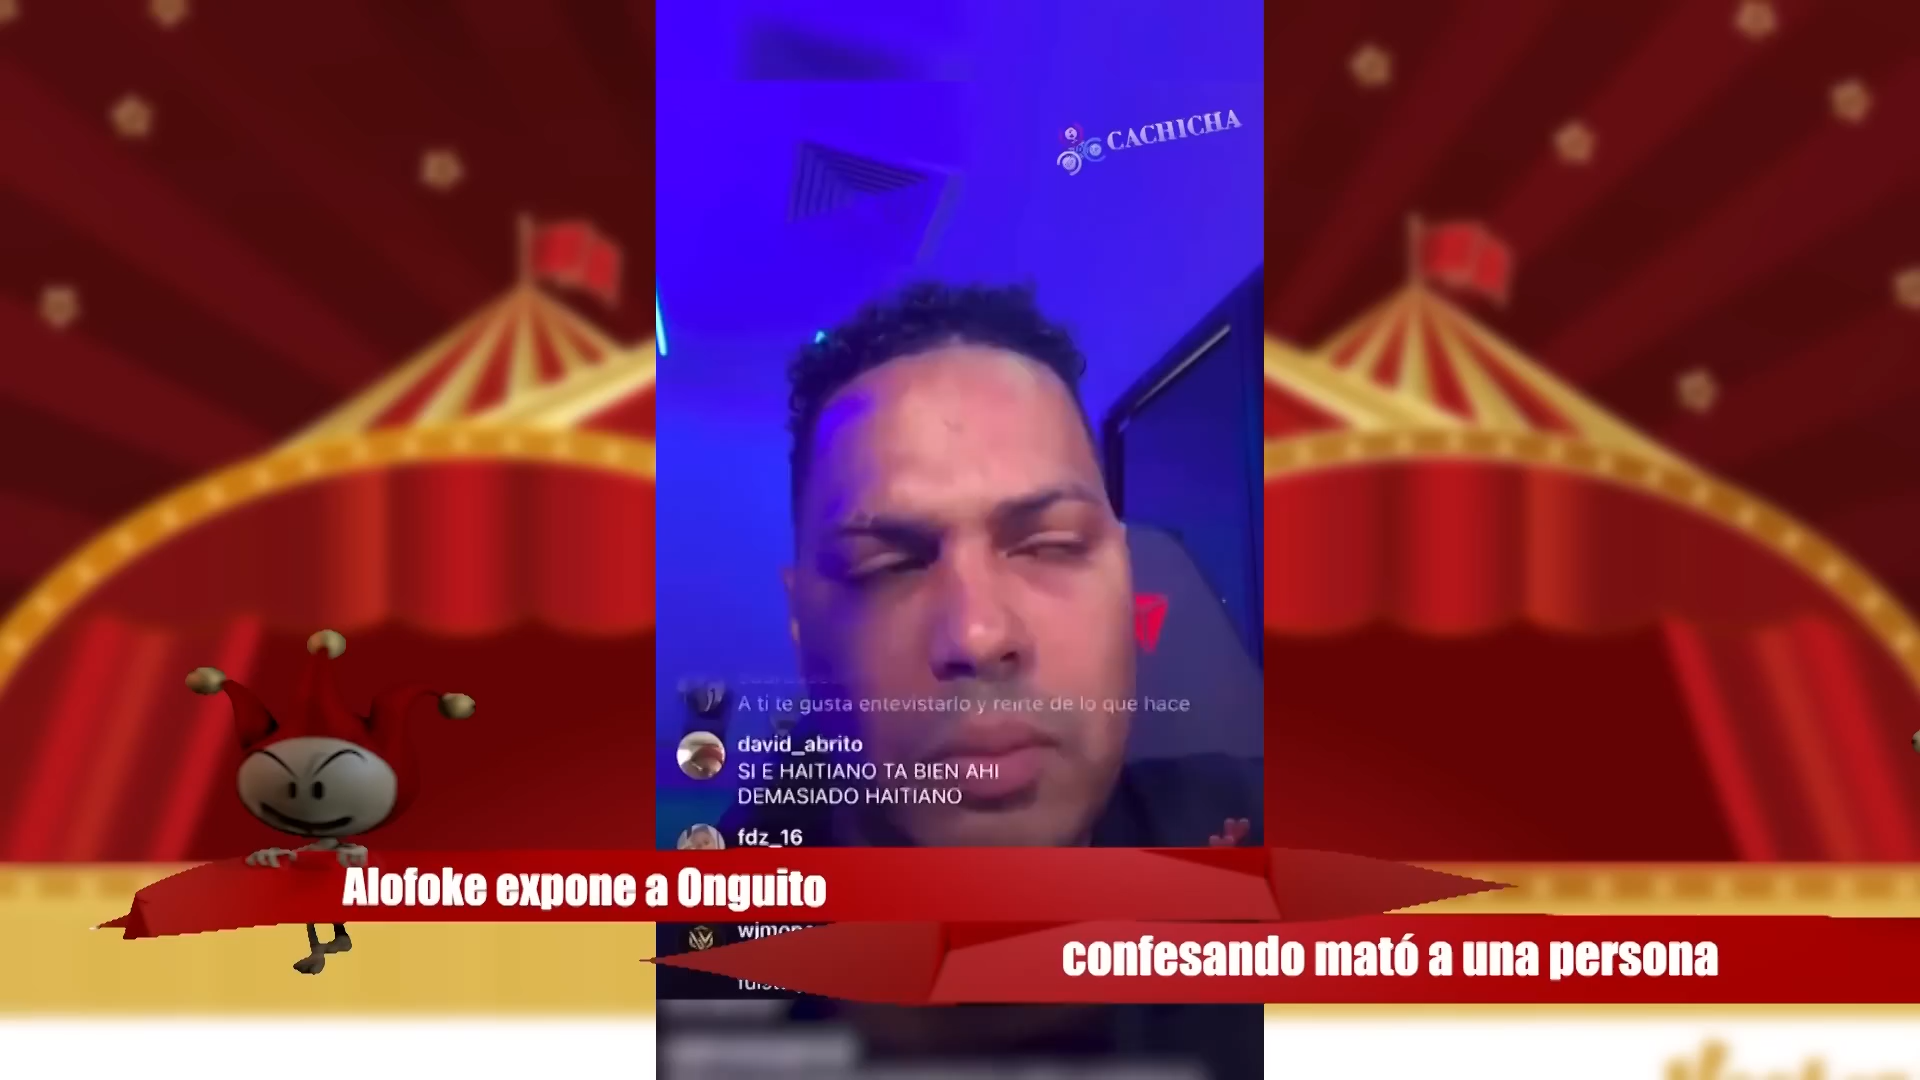 CACHICHA
A ti te gusta entevistarlo y reirte de lo que hace
david_abrito
SI E HAITIANO TA BIEN AHI
DEMASIADO HAITIANO
fdz_16
Alofoke expone a Onguito
confesando mató a una persona